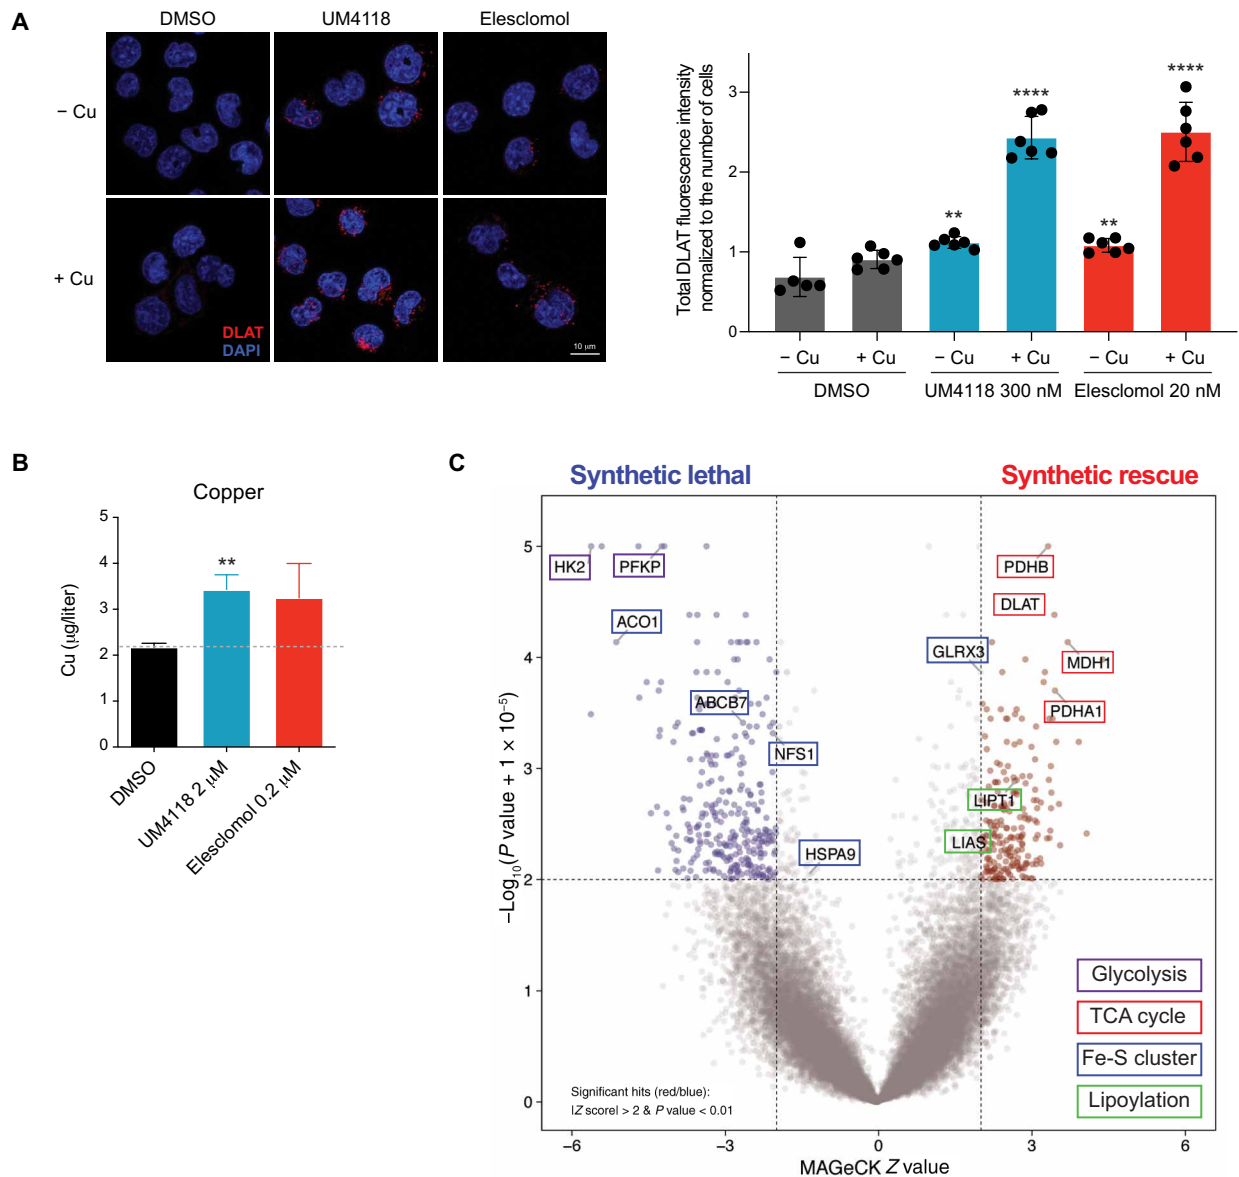 A
DMSO
UM4118
Elesclomol
− Cu
+ Cu
DLAT
DAPI
10 μm
Total DLAT fluorescence intensity
normalized to the number of cells
3
2
1
0
**
****
**
****
− Cu
+ Cu
− Cu
+ Cu
− Cu
+ Cu
DMSO
UM4118 300 nM
Elesclomol 20 nM
B
Copper
Cu (μg/liter)
5
4
3
2
1
0
**
DMSO
UM4118 2 μM
Elesclomol 0.2 μM
C
Synthetic lethal
Synthetic rescue
−Log10(P value + 1 × 10−5)
5
4
3
2
1
0
HK2
PFKP
ACO1
ABCB7
NFS1
HSPA9
PDHB
DLAT
GLRX3
MDH1
PDHA1
LIPT1
LIAS
Glycolysis
TCA cycle
Fe-S cluster
Lipoylation
Significant hits (red/blue):
|Z score| > 2 & P value < 0.01
−6
−3
0
3
6
MAGeCK Z value